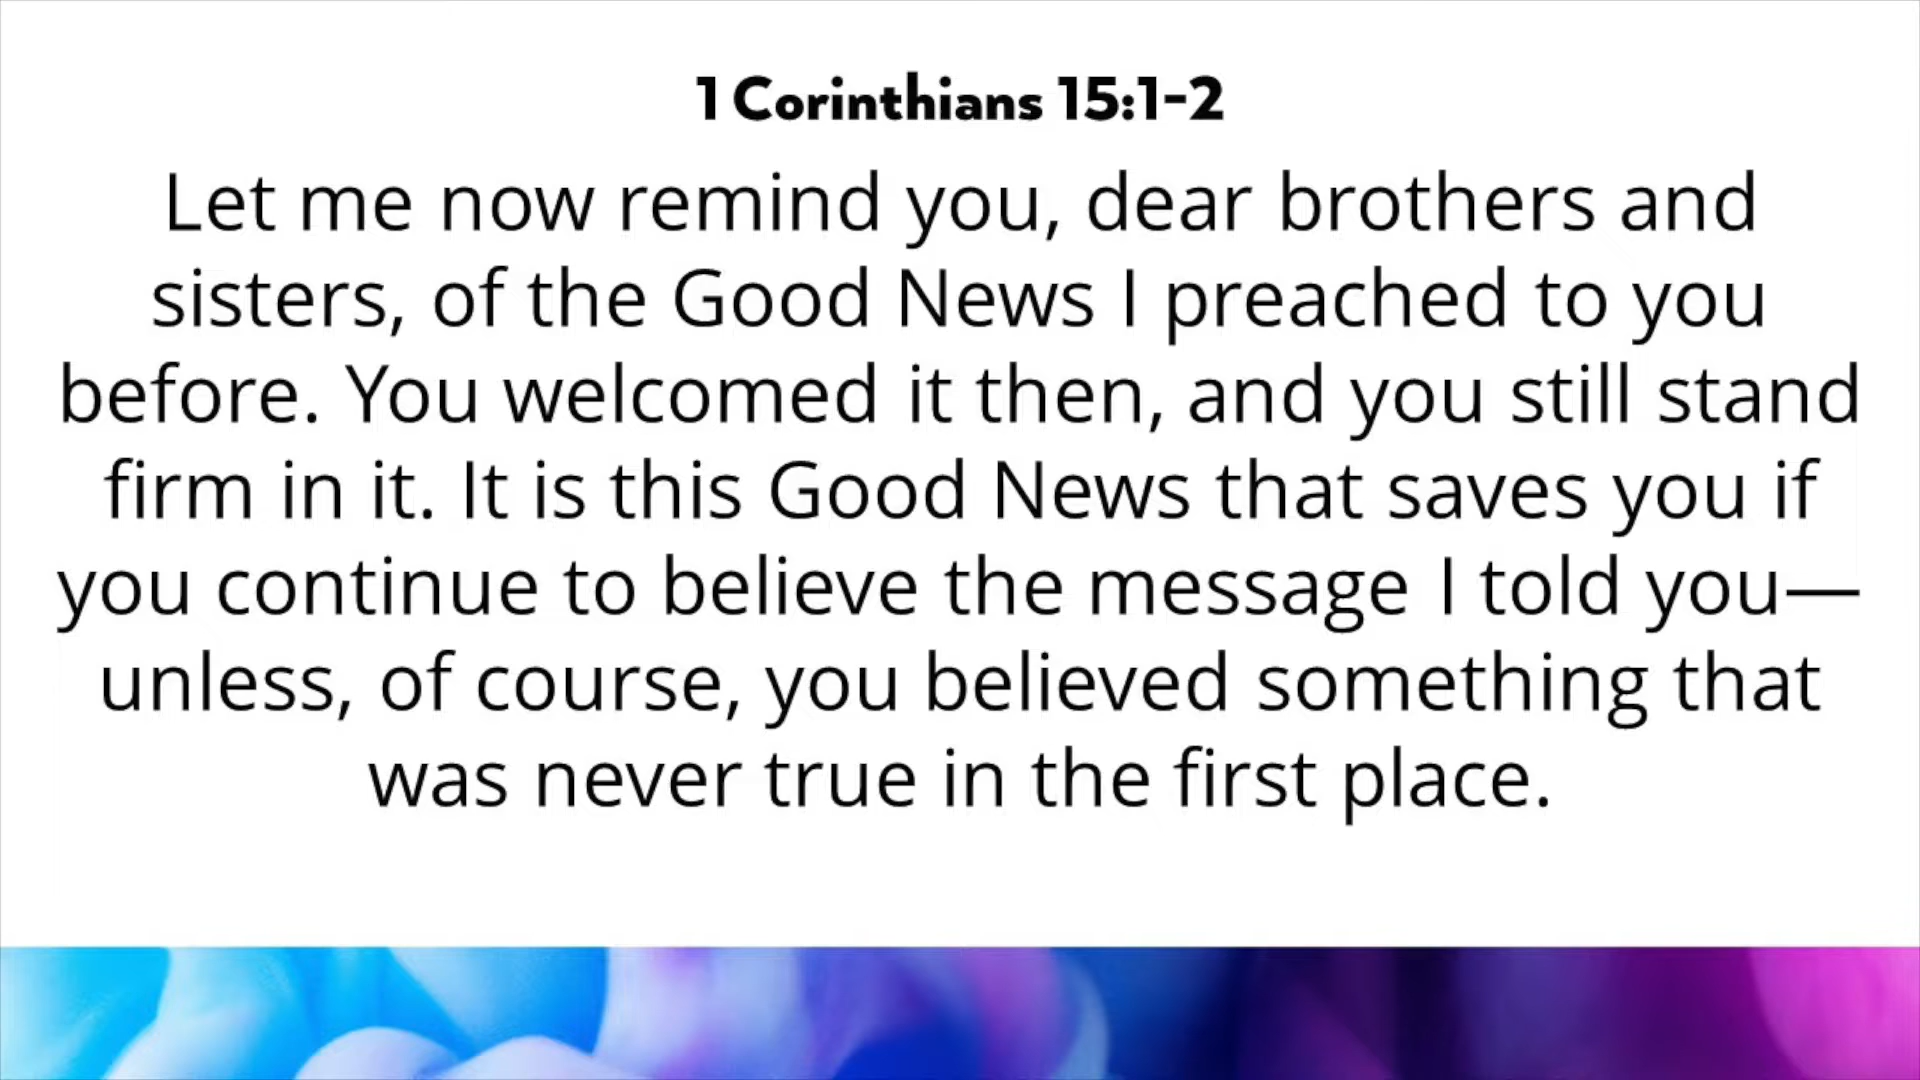 1 Corinthians 15:1-2
Let me now remind you, dear brothers and
sisters, of the Good News I preached to you
before. You welcomed it then, and you still stand
firm in it. It is this Good News that saves you if
you continue to believe the message I told you—
unless, of course, you believed something that
was never true in the first place.